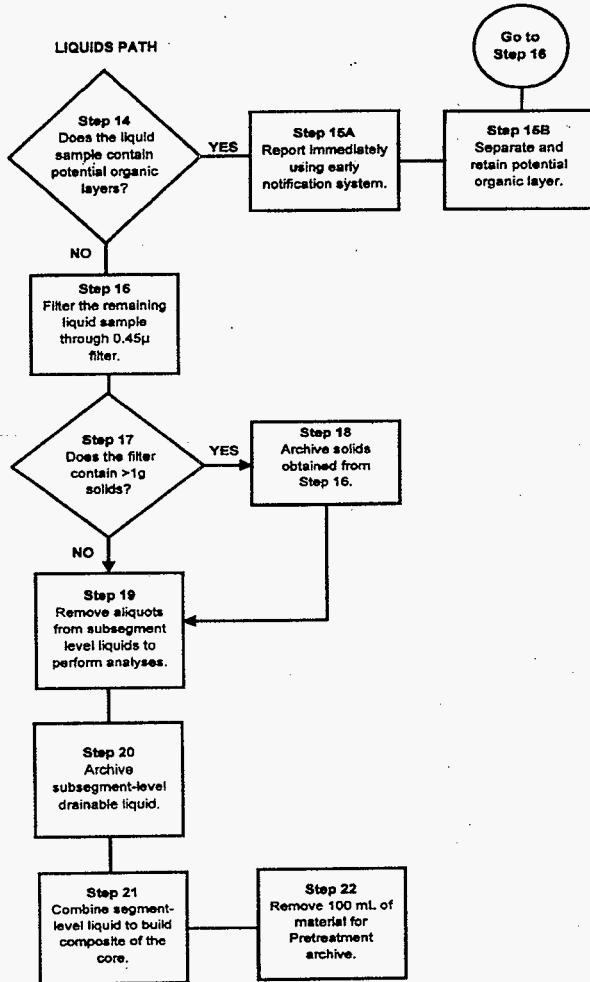 LIQUIDS PATH
Go to
Step 16
Step 14
Does the liquid
sample contain
potential organic
layers?
YES
Step 15A
Report immediately
using early
notification system.
Step 15B
Separate and
retain potential
organic layer.
NO
Step 16
Filter the remaining
liquid sample
through 0.45µ
filter.
Step 17
Does the filter
contain >1g
solids?
YES
Step 18
Archive solids
obtained from
Step 16.
NO
Step 19
Remove aliquots
from subsegment
level liquids to
perform analyses.
Step 20
Archive
subsegment-level
drainable liquid.
Step 21
Combine segment-
level liquid to build
composite of the
core.
Step 22
Remove 100 mL of
material for
Pretreatment
archive.